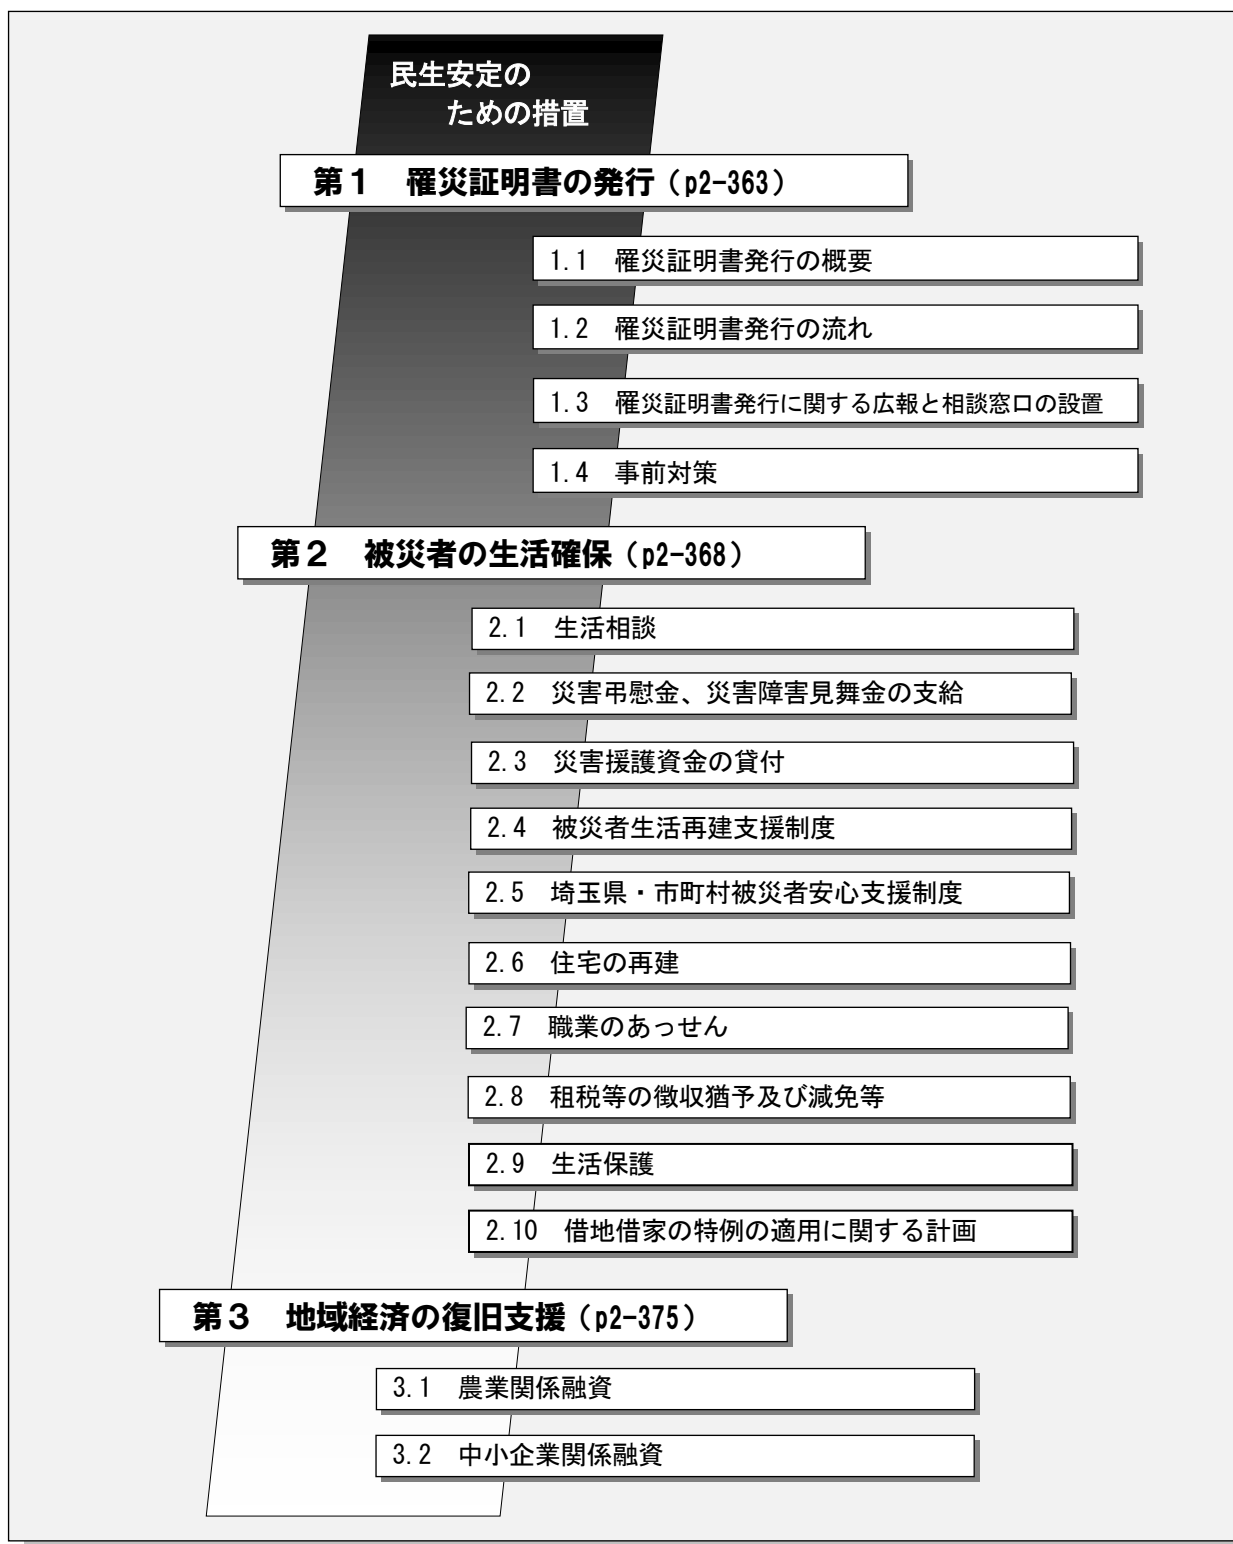 民生安定の
ための措置
第１　罹災証明書の発行（p2-363）
1.1　罹災証明書発行の概要
1.2　罹災証明書発行の流れ
1.3　罹災証明書発行に関する広報と相談窓口の設置
1.4　事前対策
第２　被災者の生活確保（p2-368）
2.1　生活相談
2.2　災害弔慰金、災害障害見舞金の支給
2.3　災害援護資金の貸付
2.4　被災者生活再建支援制度
2.5　埼玉県・市町村被災者安心支援制度
2.6　住宅の再建
2.7　職業のあっせん
2.8　租税等の徴収猶予及び減免等
2.9　生活保護
2.10　借地借家の特例の適用に関する計画
第３　地域経済の復旧支援（p2-375）
3.1　農業関係融資
3.2　中小企業関係融資